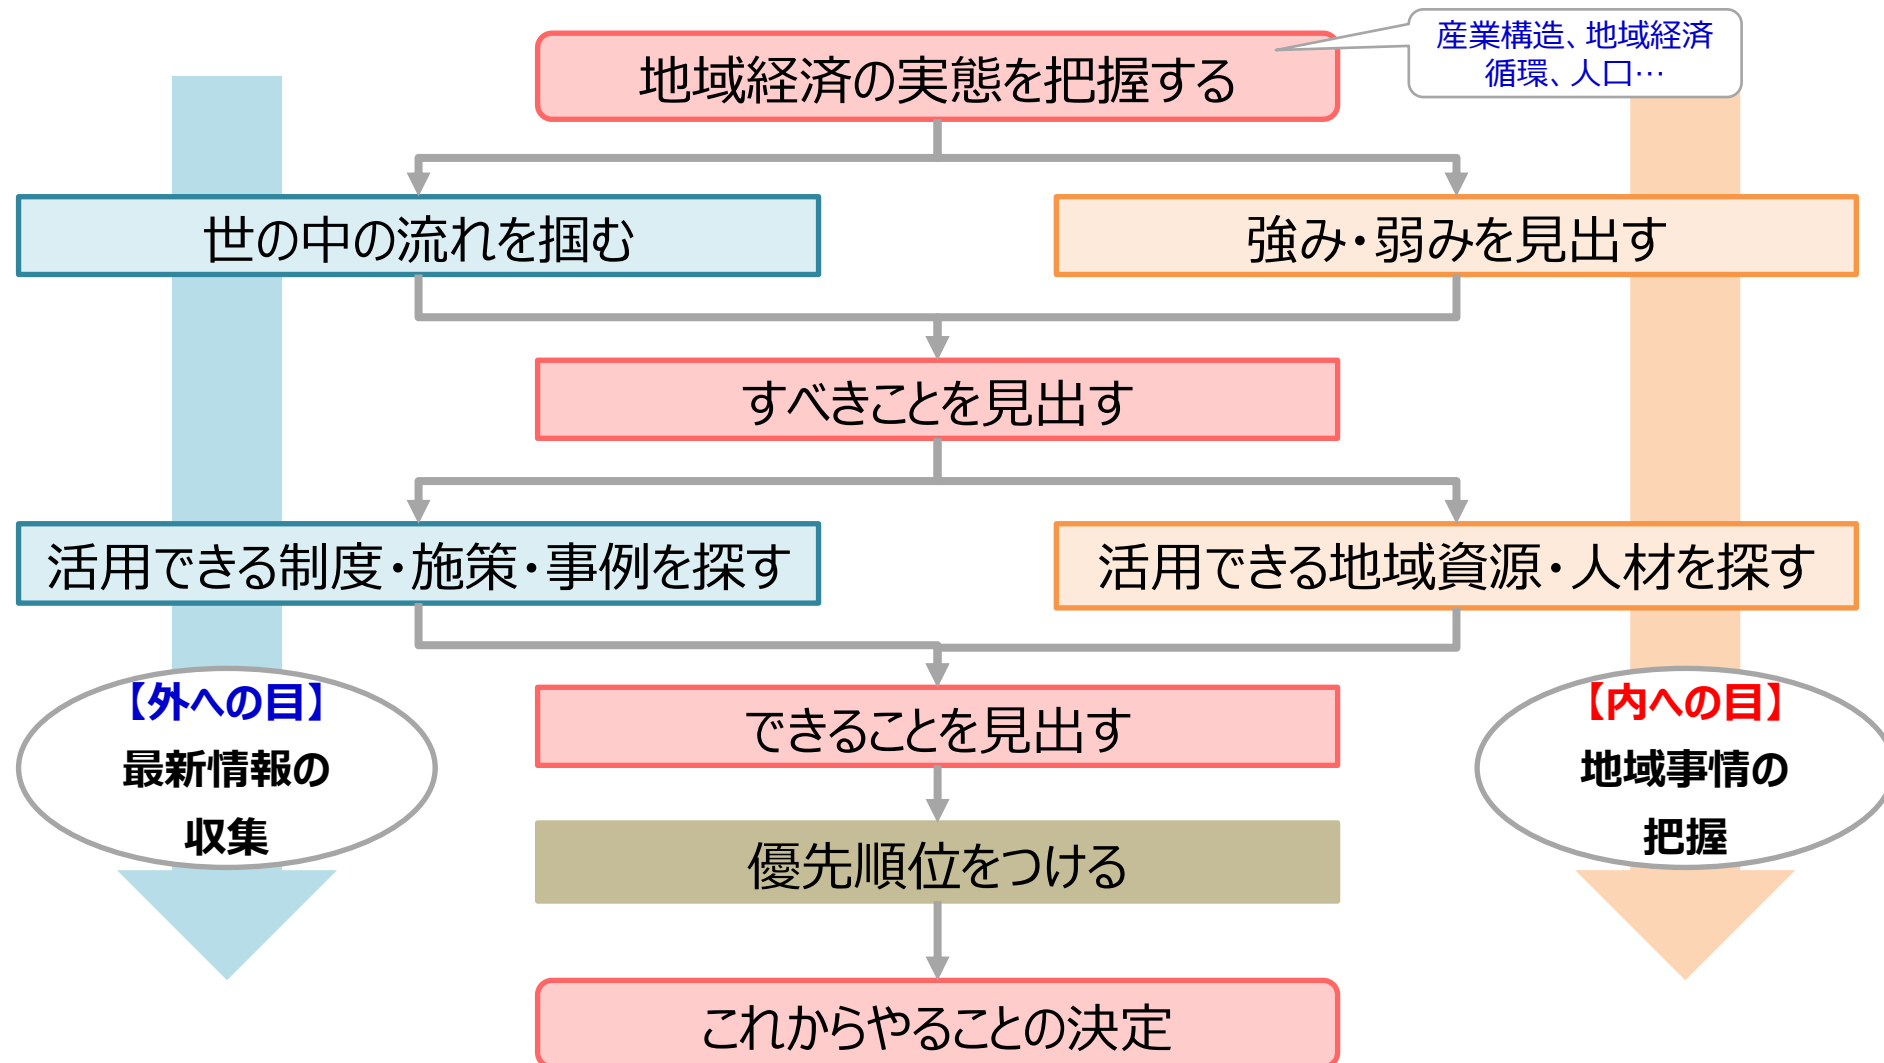 産業構造、地域経済
循環、人口…
地域経済の実態を把握する
世の中の流れを掴む
強み・弱みを見出す
すべきことを見出す
活用できる制度・施策・事例を探す
活用できる地域資源・人材を探す
【外への目】
最新情報の
収集
できることを見出す
【内への目】
地域事情の
把握
優先順位をつける
これからやることの決定